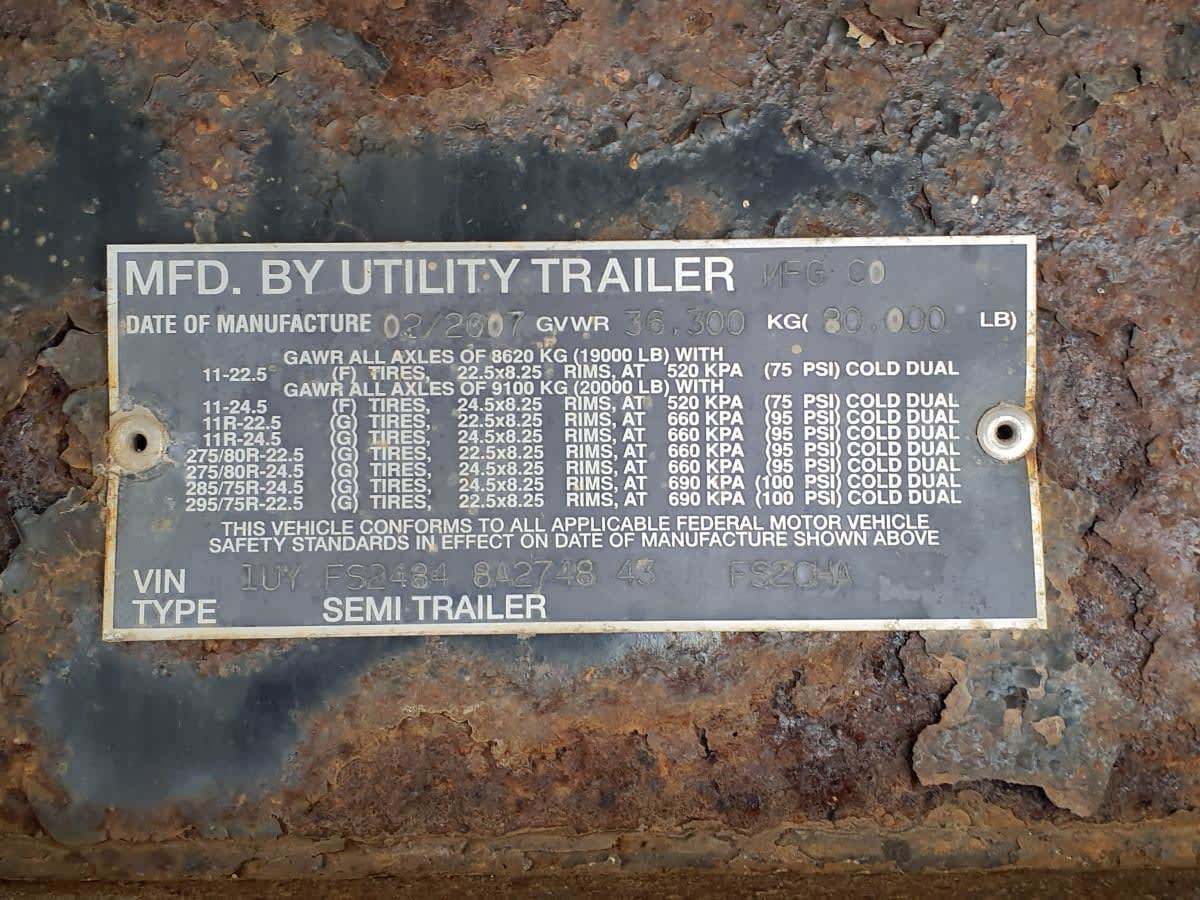 MFD. BY UTILITY TRAILER MFG CO
DATE OF MANUFACTURE 02/2007 GVWR 36,300 KG( 80,000 LB)
GAWR ALL AXLES OF 8620 KG (19000 LB) WITH
11-22.5 (F) TIRES, 22.5x8.25 RIMS, AT 520 KPA (75 PSI) COLD DUAL
GAWR ALL AXLES OF 9100 KG (20000 LB) WITH
11-24.5 (F) TIRES, 24.5x8.25 RIMS, AT 520 KPA (75 PSI) COLD DUAL
11R-22.5 (G) TIRES, 22.5x8.25 RIMS, AT 660 KPA (95 PSI) COLD DUAL
11R-24.5 (G) TIRES, 24.5x8.25 RIMS, AT 660 KPA (95 PSI) COLD DUAL
275/80R-22.5 (G) TIRES, 22.5x8.25 RIMS, AT 660 KPA (95 PSI) COLD DUAL
275/80R-24.5 (G) TIRES, 24.5x8.25 RIMS, AT 660 KPA (95 PSI) COLD DUAL
285/75R-24.5 (G) TIRES, 24.5x8.25 RIMS, AT 690 KPA (100 PSI) COLD DUAL
295/75R-22.5 (G) TIRES, 22.5x8.25 RIMS, AT 690 KPA (100 PSI) COLD DUAL
THIS VEHICLE CONFORMS TO ALL APPLICABLE FEDERAL MOTOR VEHICLE
SAFETY STANDARDS IN EFFECT ON DATE OF MANUFACTURE SHOWN ABOVE
VIN 1UY FS2484 8A2748 43 FS2CHA
TYPE SEMI TRAILER